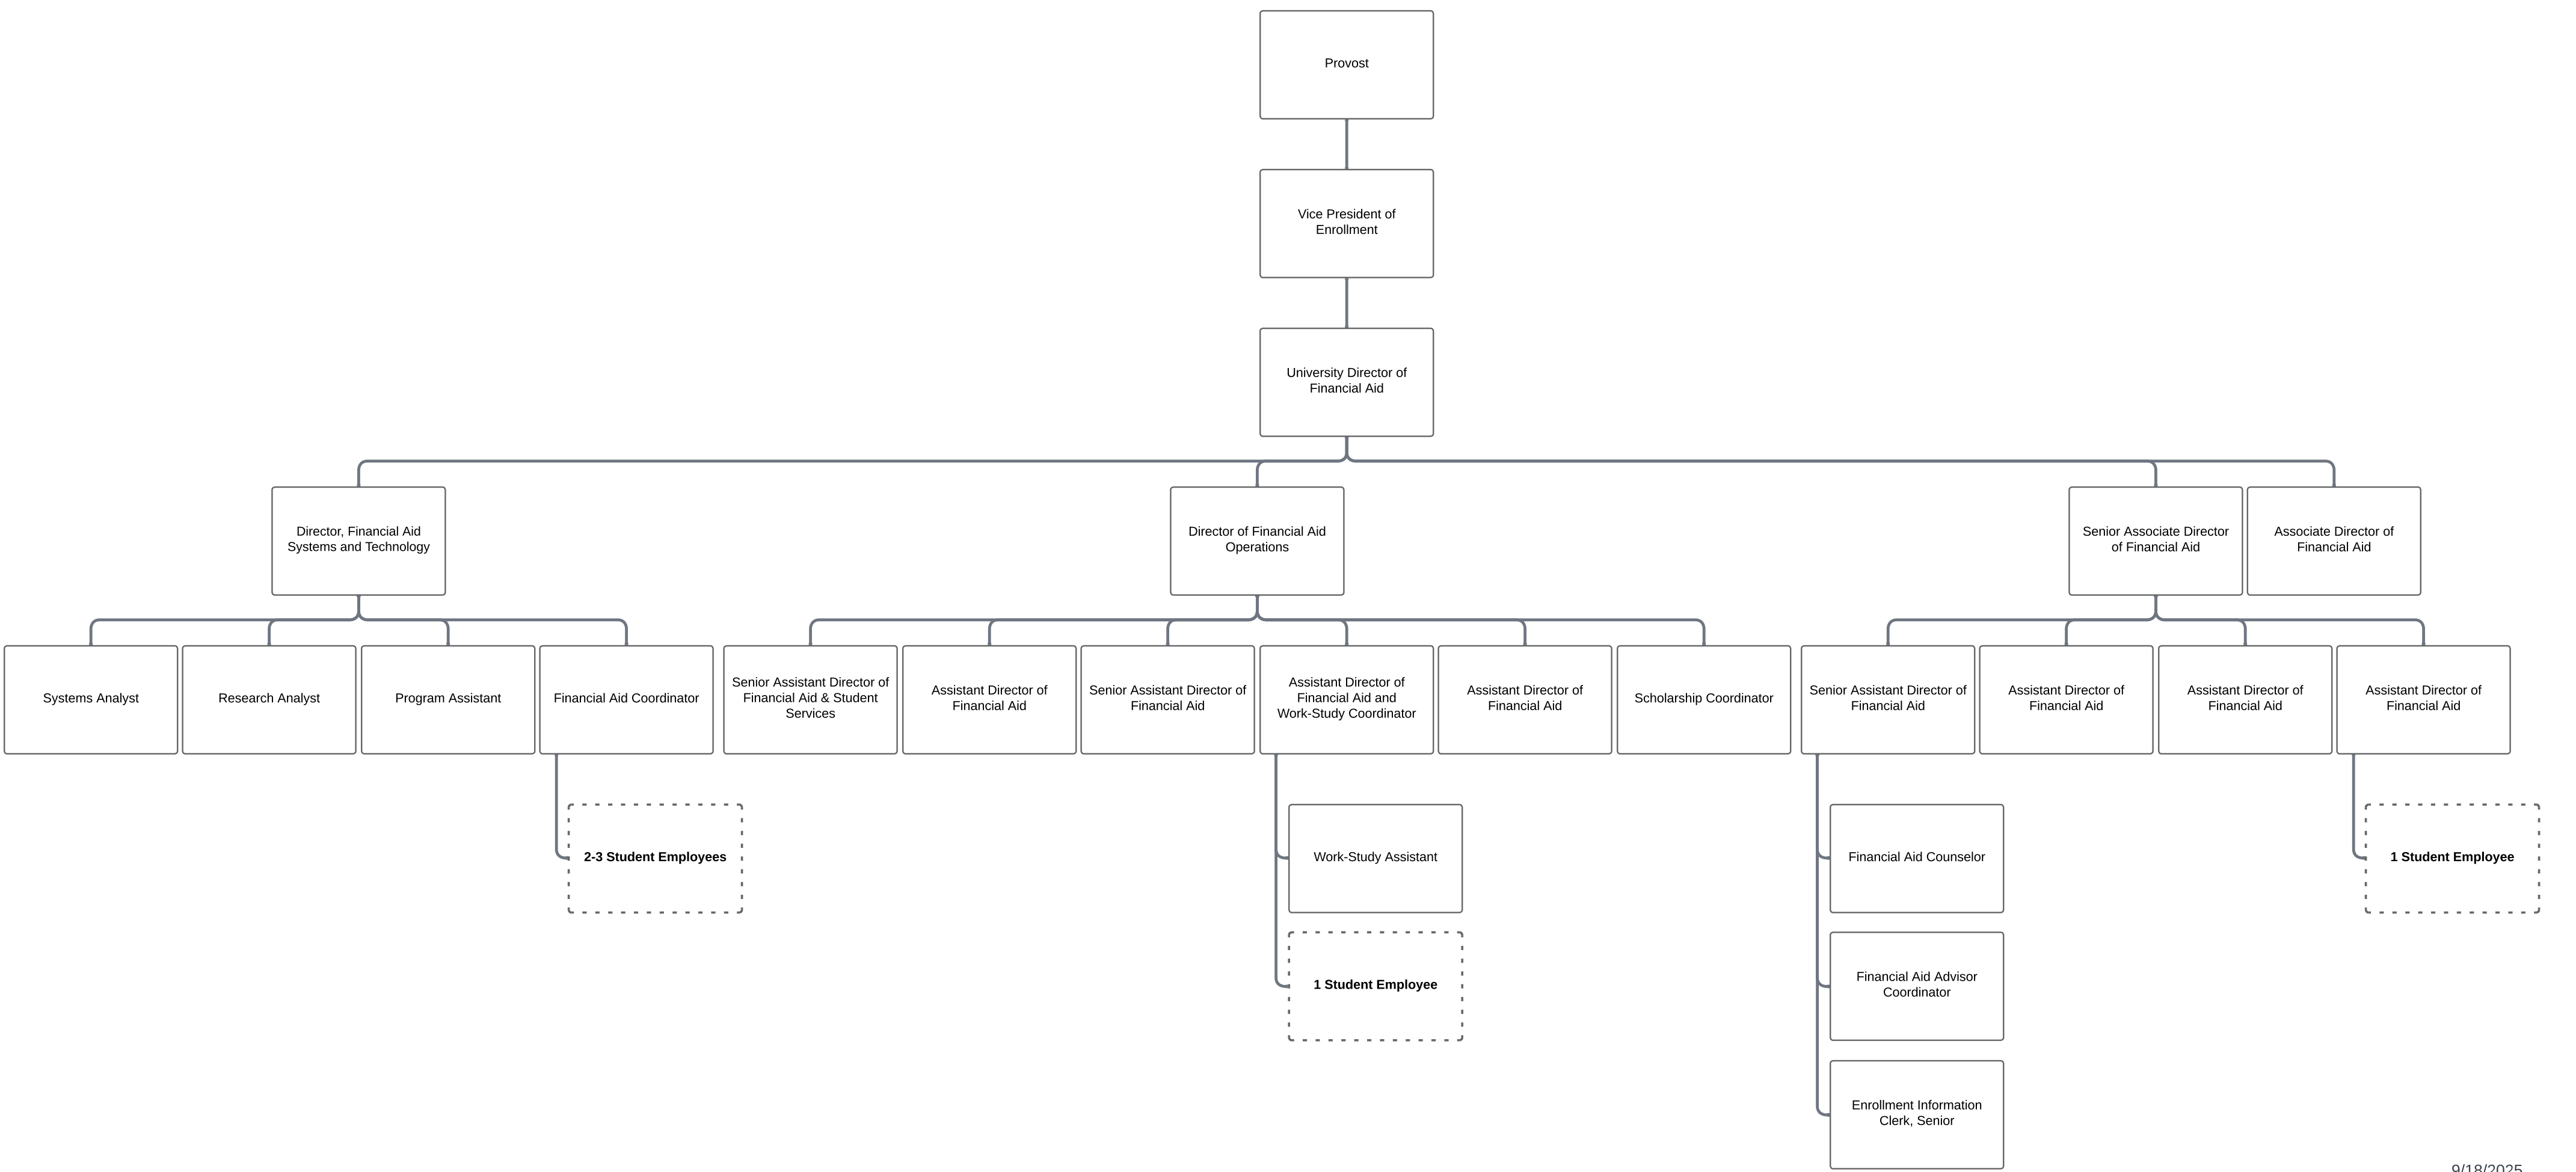 Provost
Vice President of
Enrollment
University Director of
Financial Aid
Director, Financial Aid
Systems and Technology
Director of Financial Aid
Operations
Senior Associate Director
of Financial Aid
Associate Director of
Financial Aid
Systems Analyst
Research Analyst
Program Assistant
Financial Aid Coordinator
Senior Assistant Director of
Financial Aid & Student
Services
Assistant Director of
Financial Aid
Senior Assistant Director of
Financial Aid
Assistant Director of
Financial Aid and
Work-Study Coordinator
Assistant Director of
Financial Aid
Scholarship Coordinator
Senior Assistant Director of
Financial Aid
Assistant Director of
Financial Aid
Assistant Director of
Financial Aid
Assistant Director of
Financial Aid
2-3 Student Employees
Work-Study Assistant
Financial Aid Counselor
1 Student Employee
1 Student Employee
Financial Aid Advisor
Coordinator
Enrollment Information
Clerk, Senior
9/18/2025